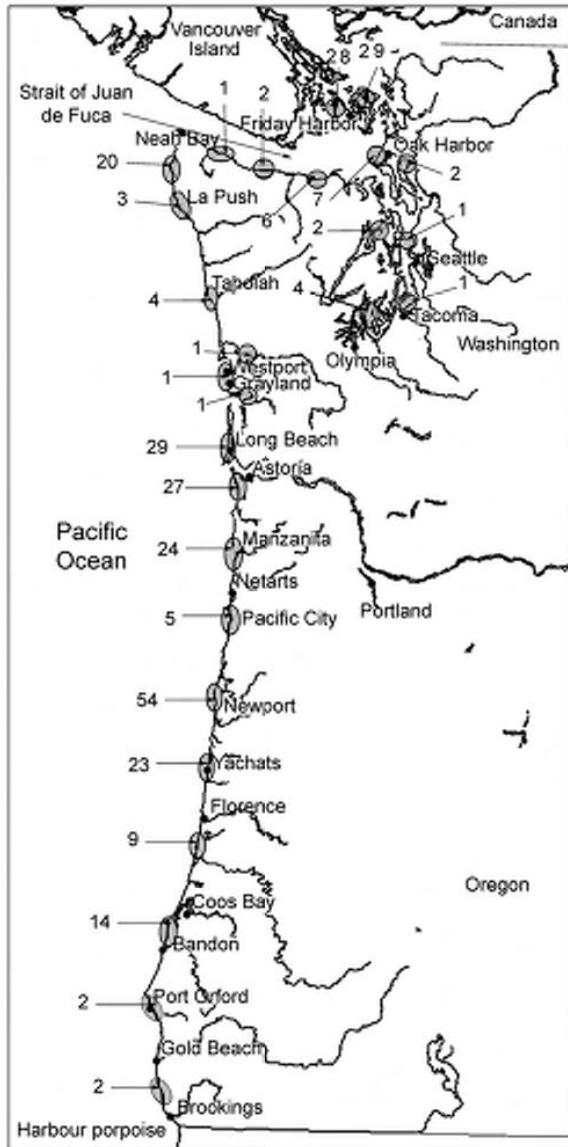 Canada
Vancouver
Island
28
29
Strait of Juan
de Fuca
1
2
Friday Harbor
Neah Bay
Oak Harbor
20
2
La Push
3
6
7
2
1
Seattle
Taholah
4
4
1
Tacoma
Washington
Olympia
1
Westport
1
Grayland
1
Long Beach
29
Astoria
27
Pacific
Ocean
24
Manzanita
Netarts
Portland
5
Pacific City
54
Newport
23
Yachats
Florence
9
Oregon
Coos Bay
14
Bandon
Port Orford
2
Gold Beach
2
Brookings
Harbour porpoise